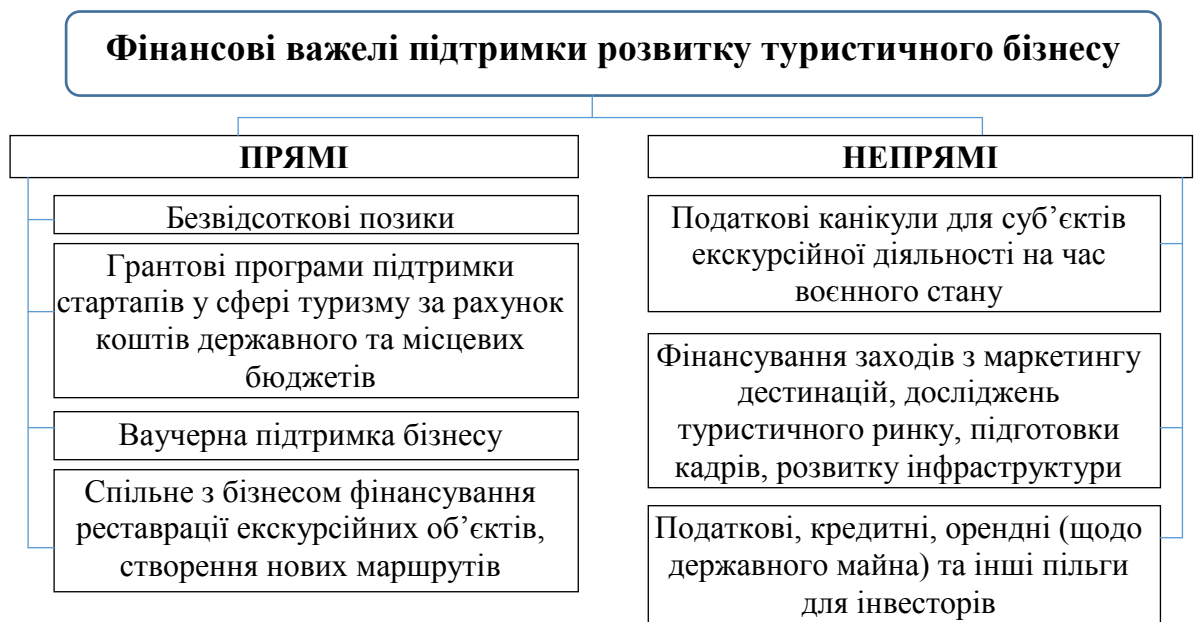 Фінансові важелі підтримки розвитку туристичного бізнесу
ПРЯМІ
Безвідсоткові позики
Грантові програми підтримки
стартапів у сфері туризму за рахунок
коштів державного та місцевих
бюджетів
Ваучерна підтримка бізнесу
Спільне з бізнесом фінансування
реставрації екскурсійних об’єктів,
створення нових маршрутів
НЕПРЯМІ
Податкові канікули для суб’єктів
екскурсійної діяльності на час
воєнного стану
Фінансування заходів з маркетингу
дестинацій, досліджень
туристичного ринку, підготовки
кадрів, розвитку інфраструктури
Податкові, кредитні, орендні (щодо
державного майна) та інші пільги
для інвесторів